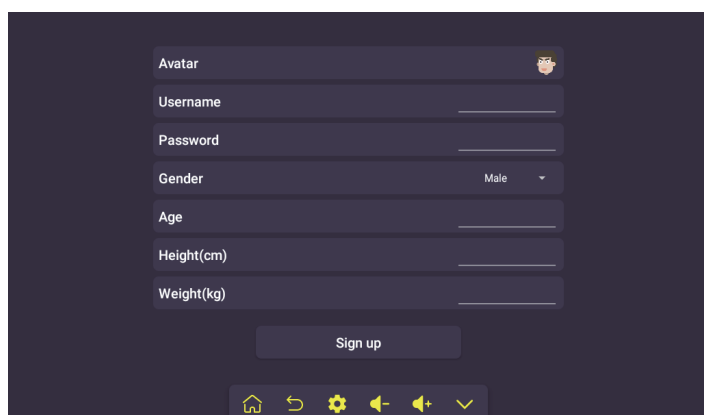 Avatar
Username
Password
Gender Male
Age
Height(cm)
Weight(kg)
Sign up